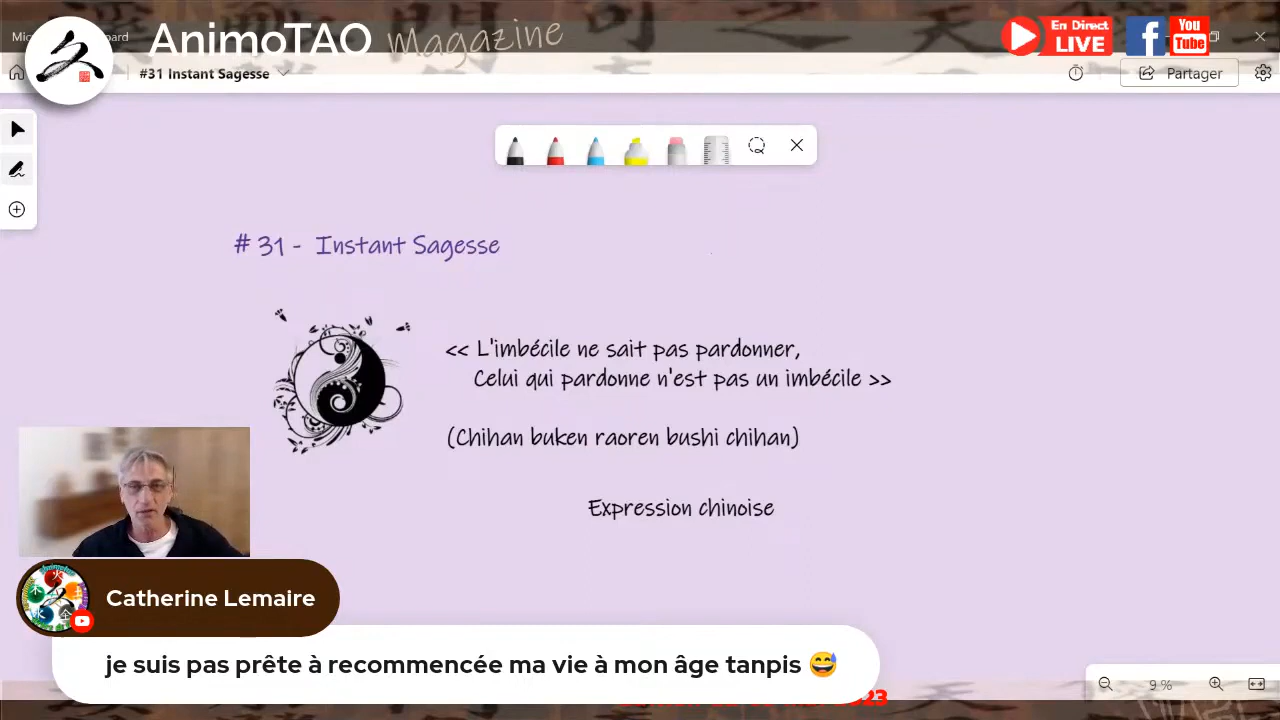 AnimoTAO Magazine
En Direct
LIVE
You
Tube
#31 Instant Sagesse
Partager
# 31 - Instant Sagesse
<< L'imbécile ne sait pas pardonner,
Celui qui pardonne n'est pas un imbécile >>
(Chihan buken raoren bushi chihan)
Expression chinoise
Catherine Lemaire
je suis pas prête à recommencée ma vie à mon âge tanpis 😅
9 %